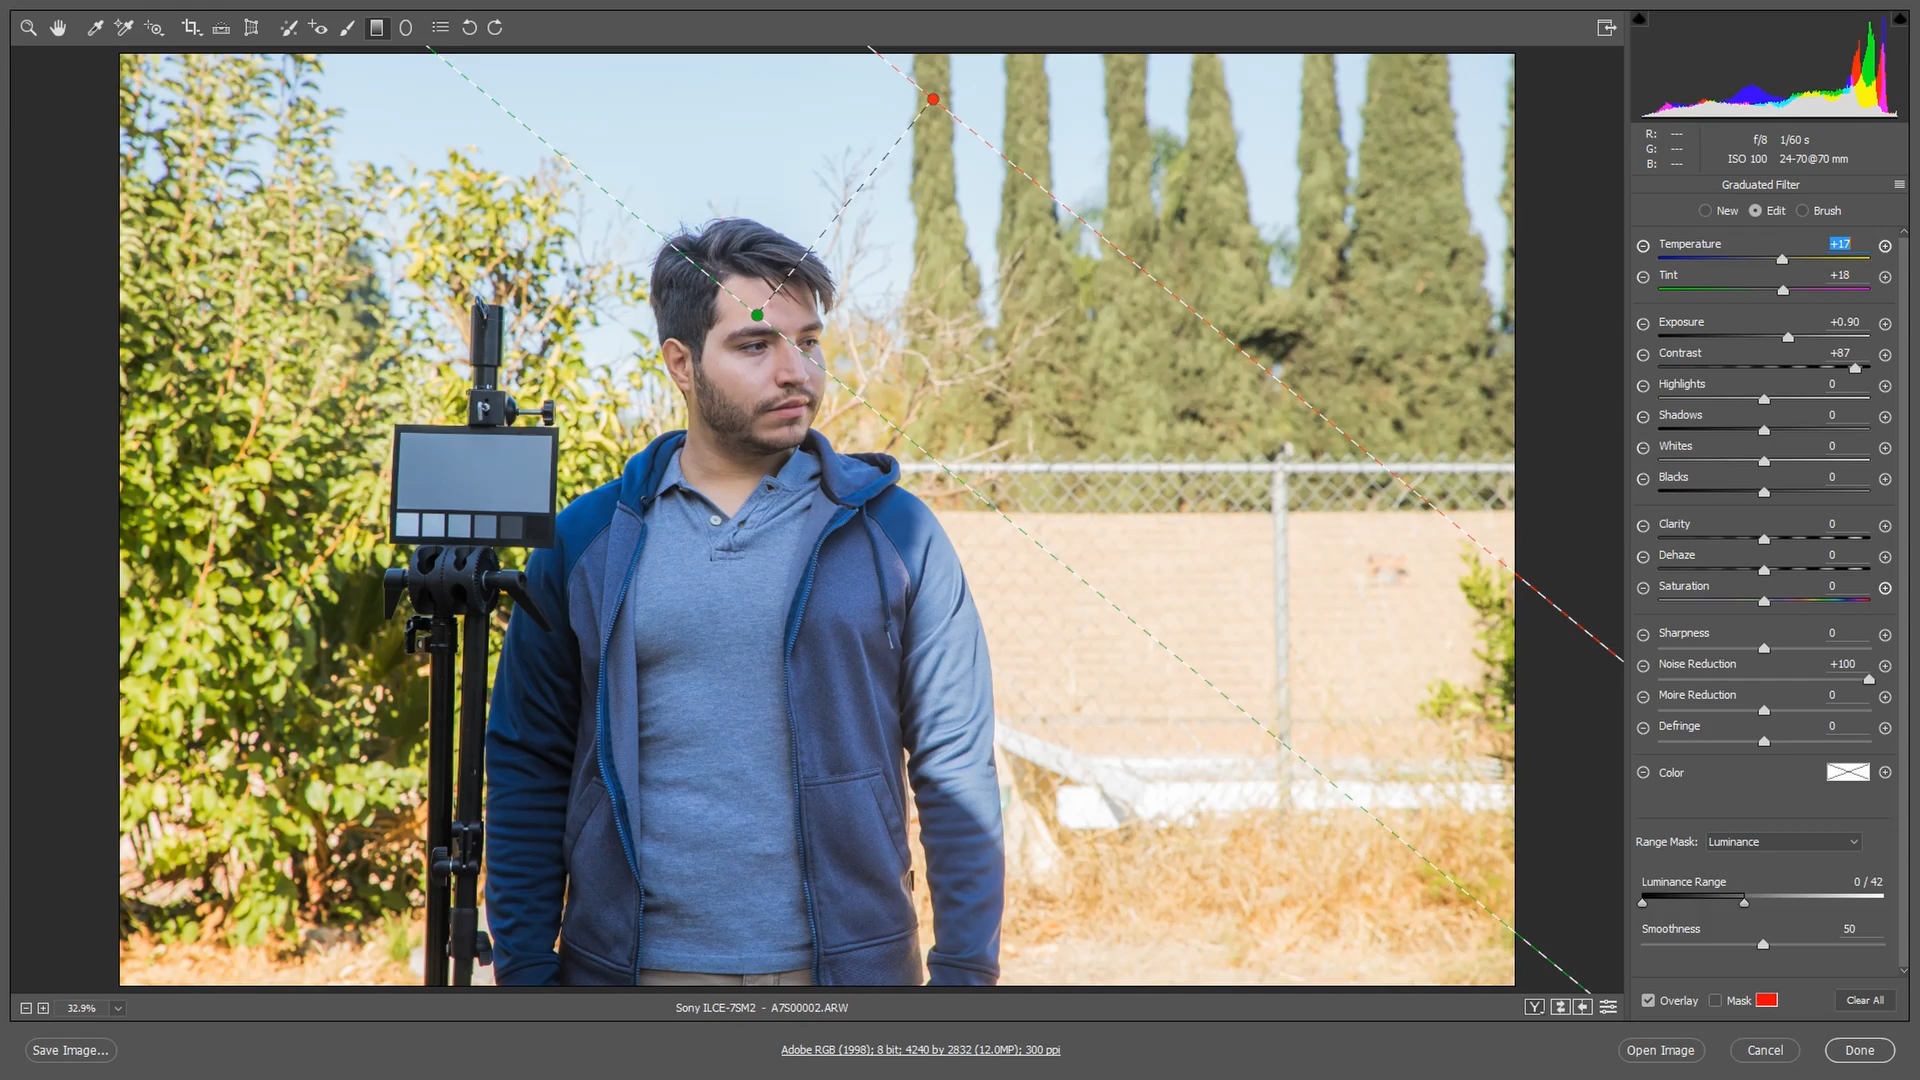 R: ---
G: ---
B: ---
f/8 1/60 s
ISO 100 24-70@70 mm
Graduated Filter
New Edit Brush
Temperature +17
Tint +18
Exposure +0.90
Contrast +87
Highlights 0
Shadows 0
Whites 0
Blacks 0
Clarity 0
Dehaze 0
Saturation 0
Sharpness 0
Noise Reduction +100
Moire Reduction 0
Defringe 0
Color
Range Mask: Luminance
Luminance Range 0 / 42
Smoothness 50
Overlay Mask Clear All
32.9% Sony ILCE-7SM2 - A7S00002.ARW Y
Save Image... Adobe RGB (1998); 8 bit; 4240 by 2832 (12.0MP); 300 ppi Open Image Cancel Done